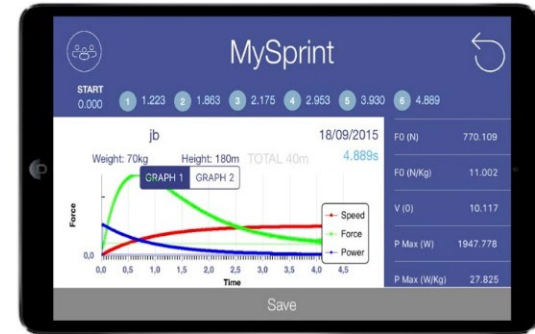 MySprint
START
0.000 1 1.223 2 1.863 3 2.175 4 2.953 5 3.930 6 4.889
jb 18/09/2015
Weight: 70kg Height: 180m TOTAL 40m 4.889s
GRAPH 1 GRAPH 2
Force
Speed
Force
Power
0,0
0,0 0,5 1,0 1,5 2,0 2,5 3,0 3,5 4,0 4,5
Time
F0 (N) 770.109
F0 (N/Kg) 11.002
V (0) 10.117
P Max (W) 1947.778
P Max (W/Kg) 27.825
Save